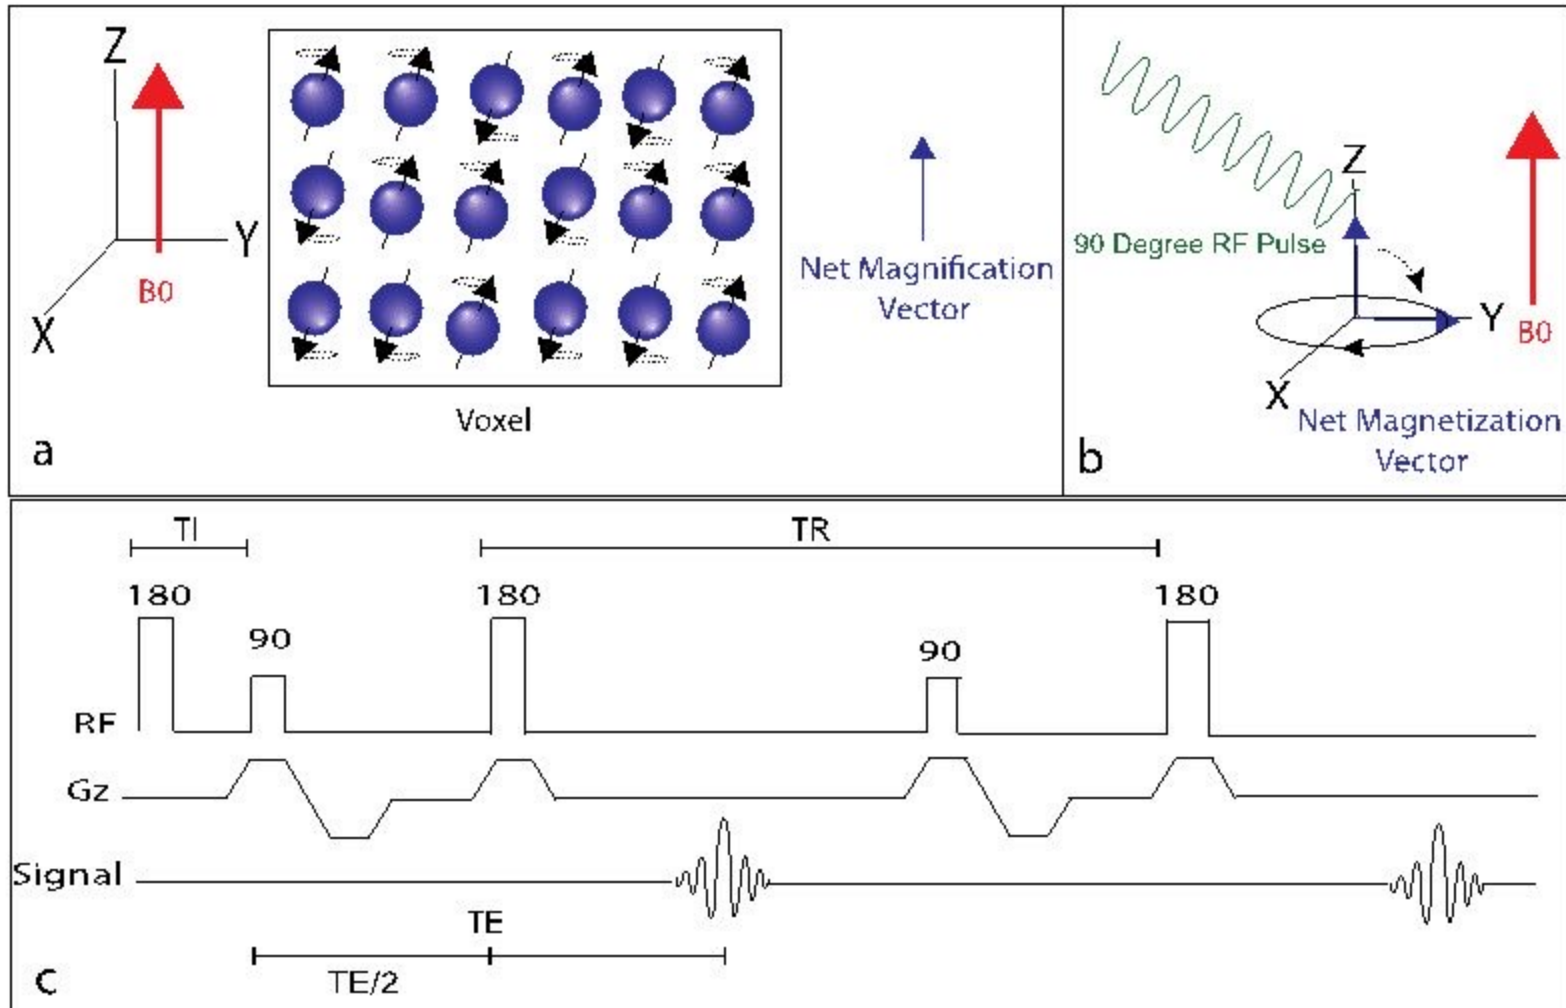 Z
B0
Y
X
Voxel
Net Magnification
Vector
a
90 Degree RF Pulse
Z
Y
X
B0
Net Magnetization
Vector
b
TI
TR
180
90
180
90
180
RF
Gz
Signal
TE
TE/2
c